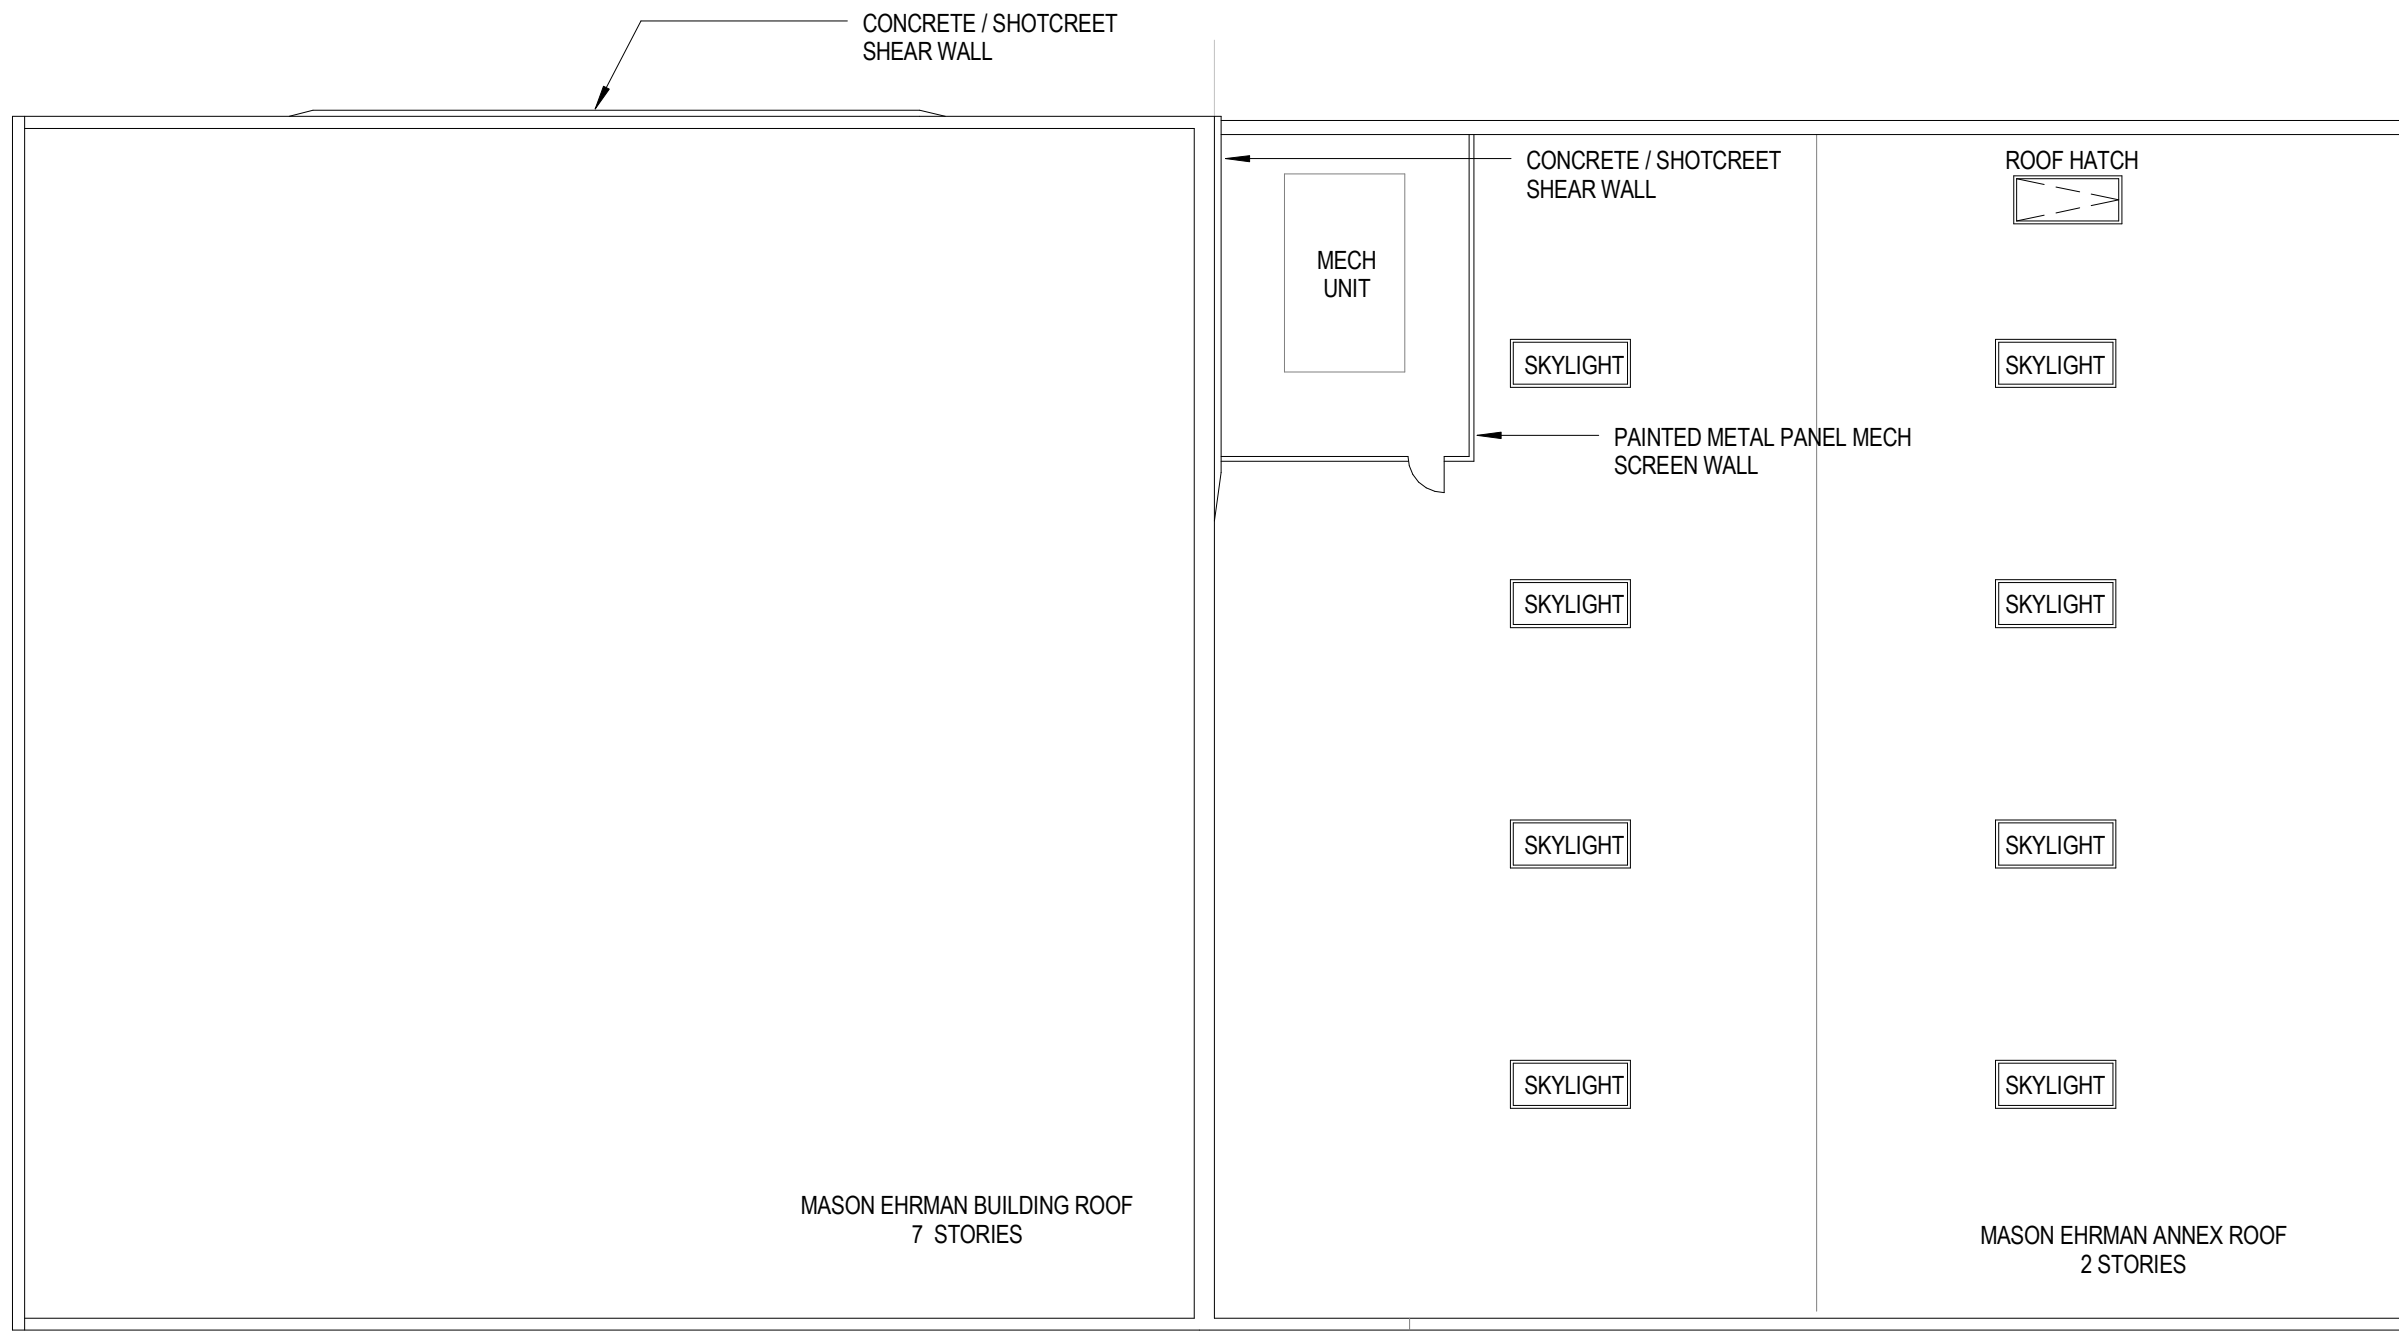 CONCRETE / SHOTCREET
SHEAR WALL
CONCRETE / SHOTCREET
SHEAR WALL
ROOF HATCH
MECH
UNIT
SKYLIGHT
SKYLIGHT
PAINTED METAL PANEL MECH
SCREEN WALL
SKYLIGHT
SKYLIGHT
SKYLIGHT
SKYLIGHT
SKYLIGHT
SKYLIGHT
MASON EHRMAN BUILDING ROOF
7 STORIES
MASON EHRMAN ANNEX ROOF
2 STORIES